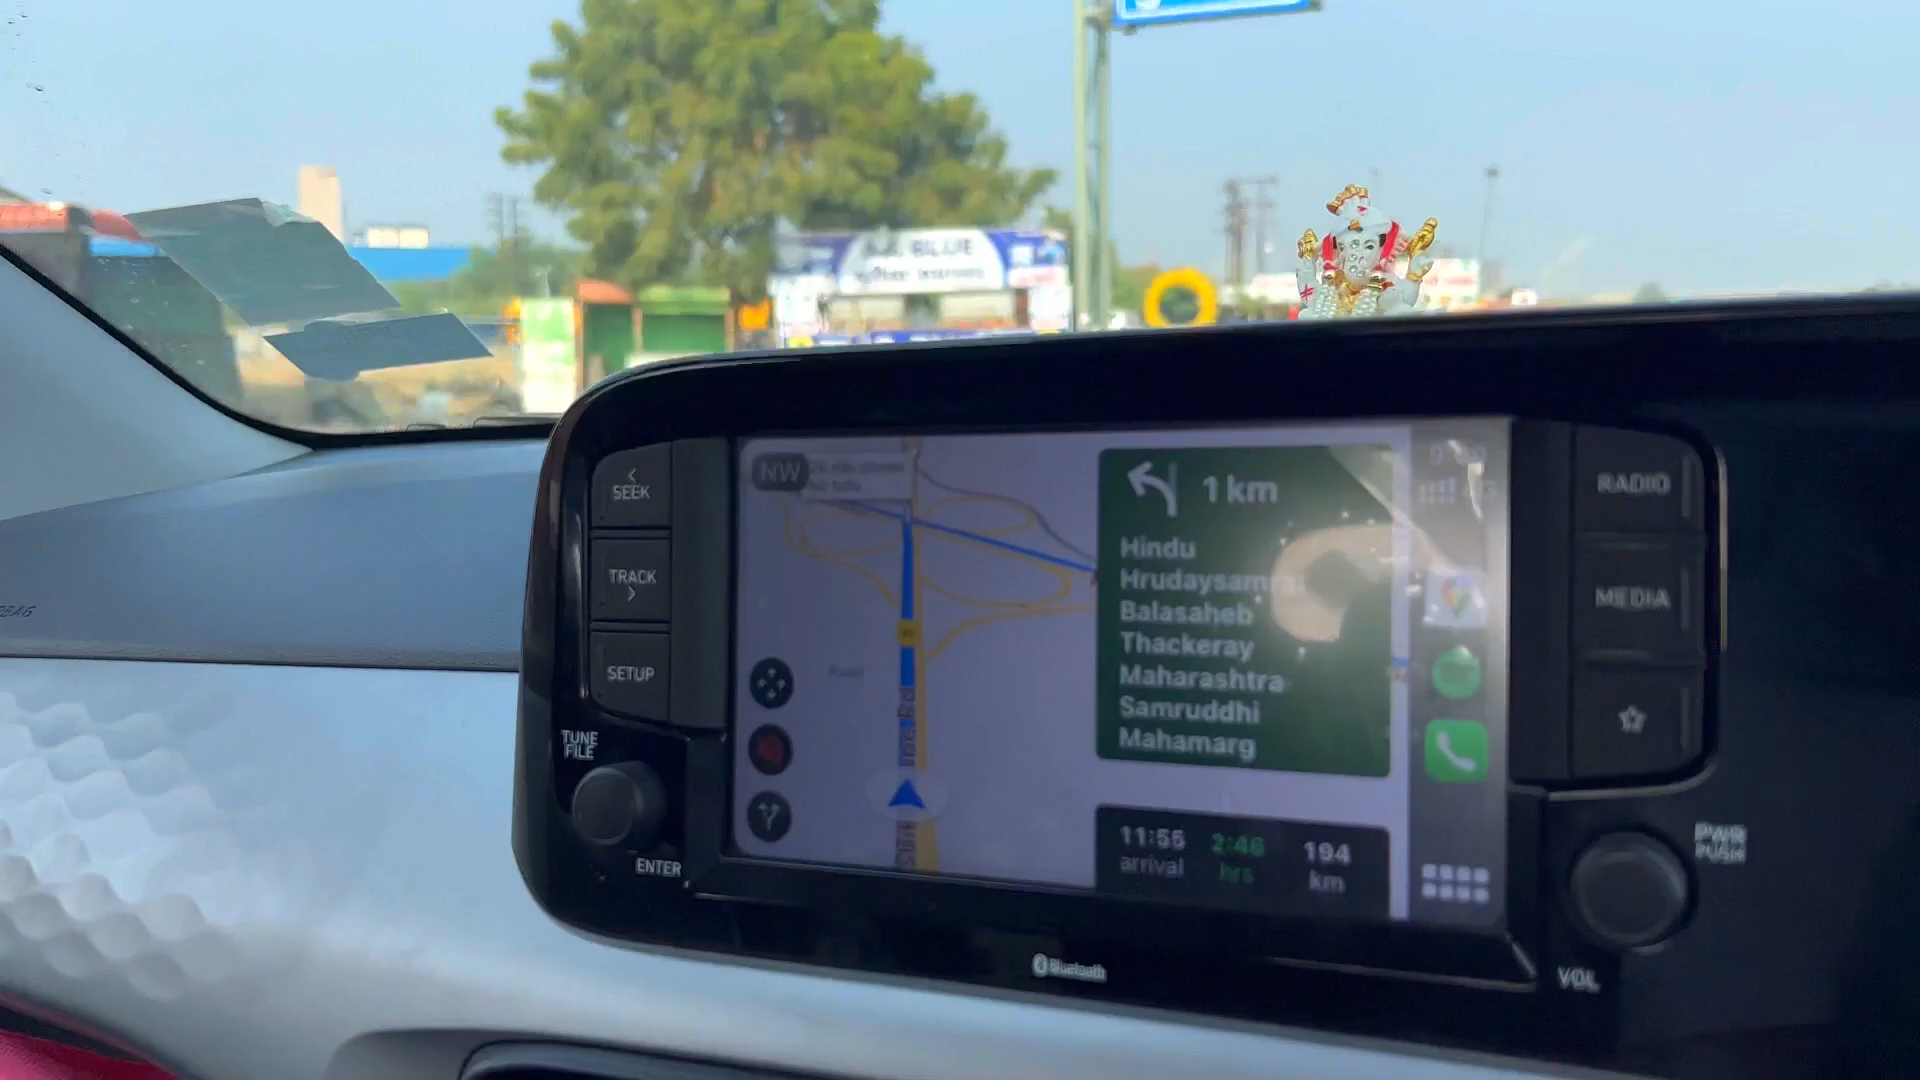 SEEK
TRACK
SETUP
TUNE
FILE
ENTER
NW
1 km
Hindu
Balasaheb
Thackeray
Maharashtra
Samruddhi
Mahamarg
11:55
arrival
2:46
hrs
194
km
RADIO
MEDIA
PWR
PUSH
VOL
Bluetooth